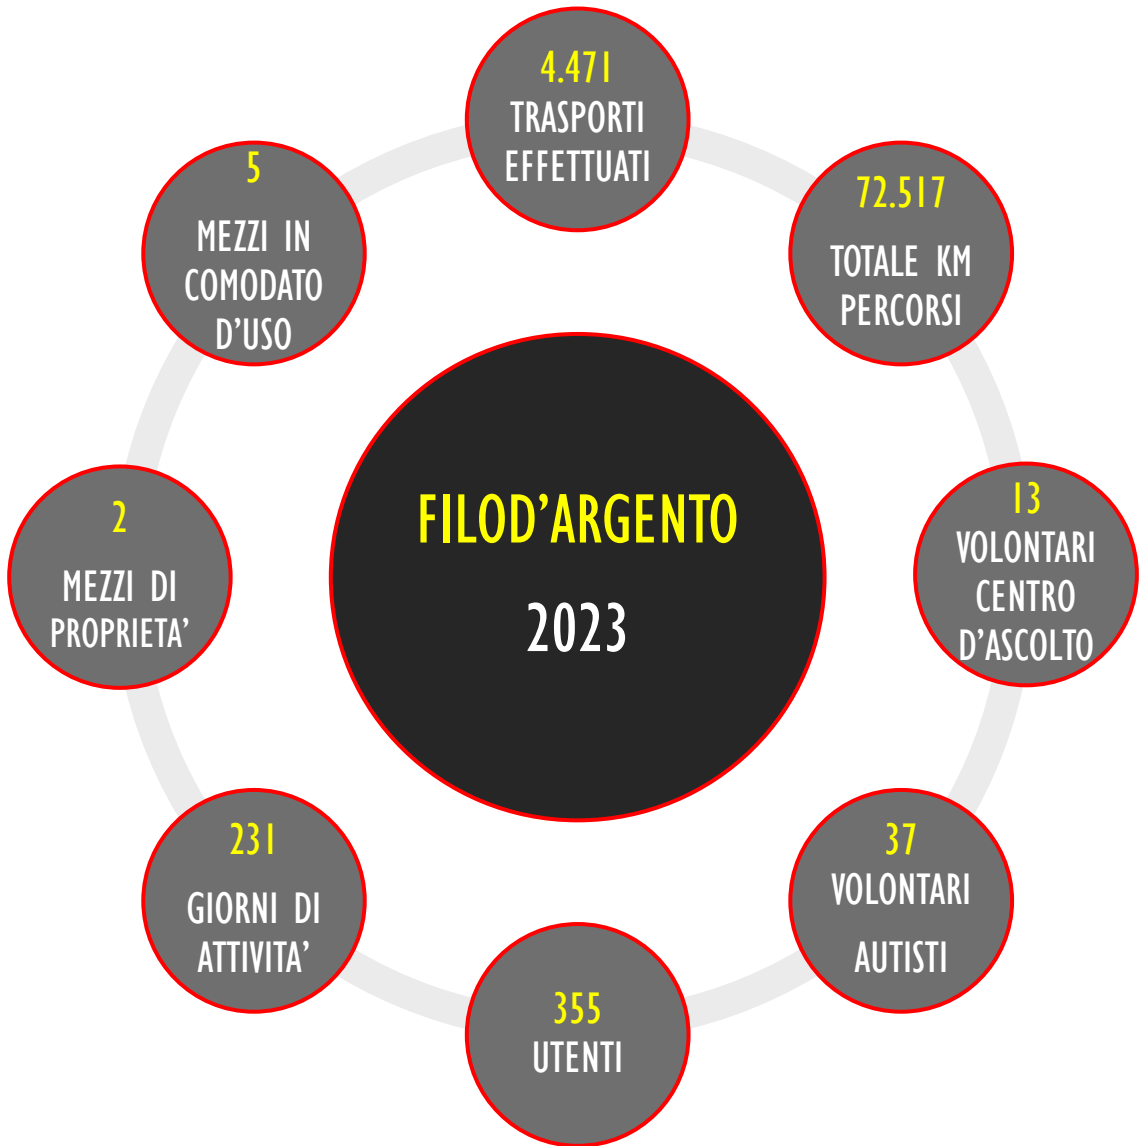 4.471
TRASPORTI
EFFETTUATI
72.517
TOTALE KM
PERCORSI
13
VOLONTARI
CENTRO
D'ASCOLTO
37
VOLONTARI
AUTISTI
355
UTENTI
231
GIORNI DI
ATTIVITA'
2
MEZZI DI
PROPRIETA'
5
MEZZI IN
COMODATO
D'USO
FILOD'ARGENTO
2023